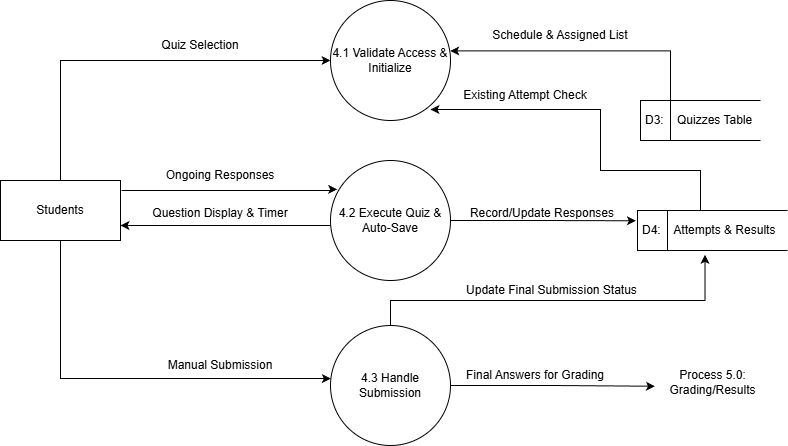 Quiz Selection
4.1 Validate Access &
Initialize
Schedule & Assigned List
Existing Attempt Check
D3:
Quizzes Table
Ongoing Responses
Students
Question Display & Timer
4.2 Execute Quiz &
Auto-Save
Record/Update Responses
D4:
Attempts & Results
Update Final Submission Status
Manual Submission
4.3 Handle
Submission
Final Answers for Grading
Process 5.0:
Grading/Results